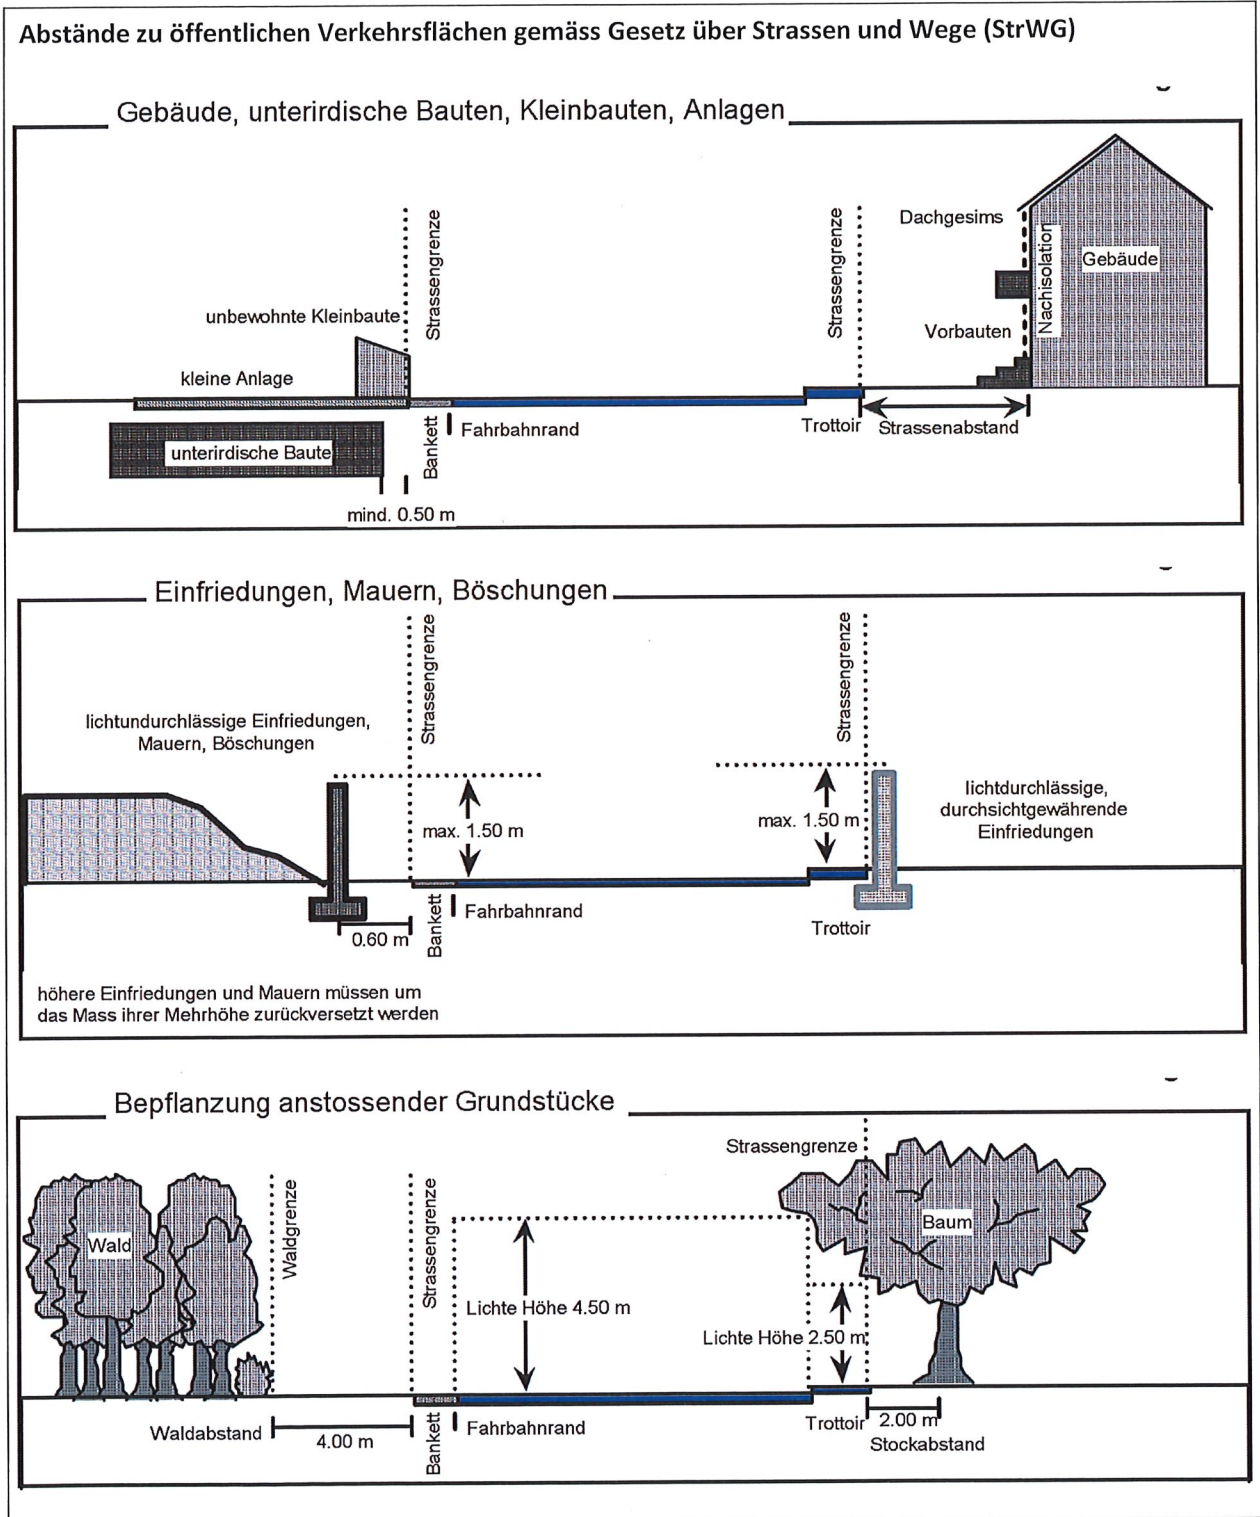 Abstände zu öffentlichen Verkehrsflächen gemäss Gesetz über Strassen und Wege (StrWG)
Gebäude, unterirdische Bauten, Kleinbauten, Anlagen
Strassengrenze
Strassengrenze
Dachgesims
Nachisolation
Gebäude
unbewohnte Kleinbaute
Vorbauten
kleine Anlage
Bankett
Fahrbahnrand
Trottoir
Strassenabstand
unterirdische Baute
mind. 0.50 m
Einfriedungen, Mauern, Böschungen
Strassengrenze
Strassengrenze
lichtundurchlässige Einfriedungen,
Mauern, Böschungen
max. 1.50 m
max. 1.50 m
lichtdurchlässige,
durchsichtgewährende
Einfriedungen
0.60 m
Bankett
Fahrbahnrand
Trottoir
höhere Einfriedungen und Mauern müssen um
das Mass ihrer Mehrhöhe zurückversetzt werden
Bepflanzung anstossender Grundstücke
Strassengrenze
Wald
Waldgrenze
Strassengrenze
Baum
Lichte Höhe 4.50 m
Lichte Höhe 2.50 m
Waldabstand
4.00 m
Bankett
Fahrbahnrand
Trottoir
2.00 m
Stockabstand